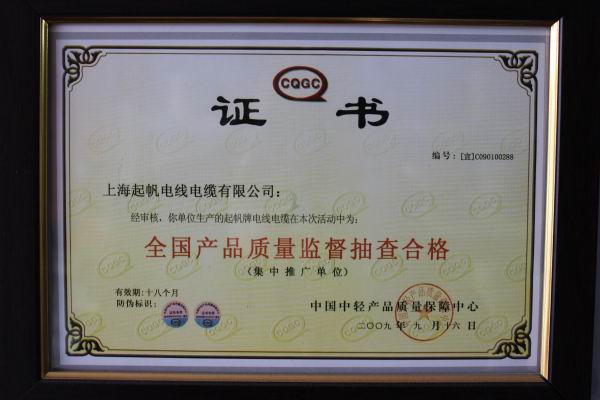 CQGC
证书
编号：[宣]C090100288
上海起帆电线电缆有限公司：
经审核，你单位生产的起帆牌电线电缆在本次活动中为：
全国产品质量监督抽查合格
（集中推广单位）
有效期：十八个月
防伪标识：
中国中轻产品质量保障中心
二〇〇九年九月十六日